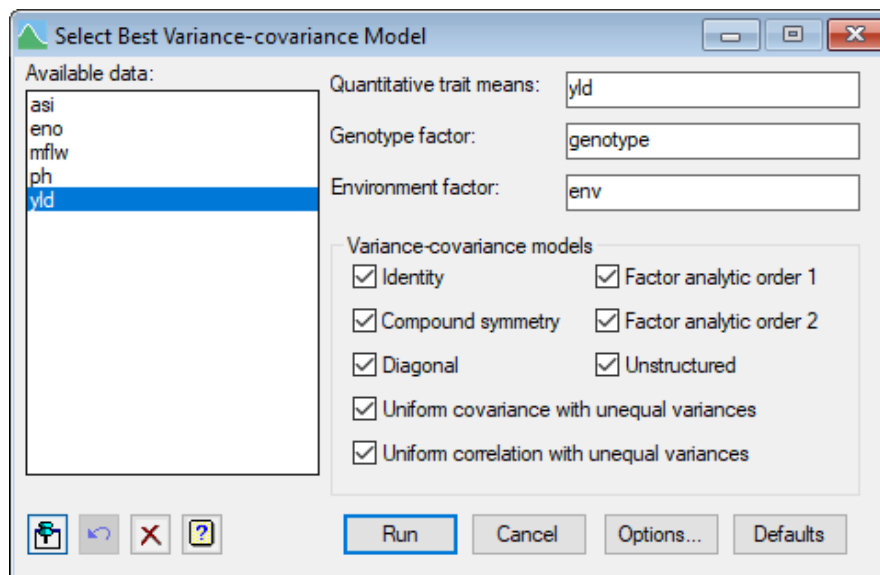 Select Best Variance-covariance Model
Available data:
asi
eno
mflw
ph
yld
Quantitative trait means:
yld
Genotype factor:
genotype
Environment factor:
env
Variance-covariance models
Identity
Factor analytic order 1
Compound symmetry
Factor analytic order 2
Diagonal
Unstructured
Uniform covariance with unequal variances
Uniform correlation with unequal variances
?
Run
Cancel
Options...
Defaults